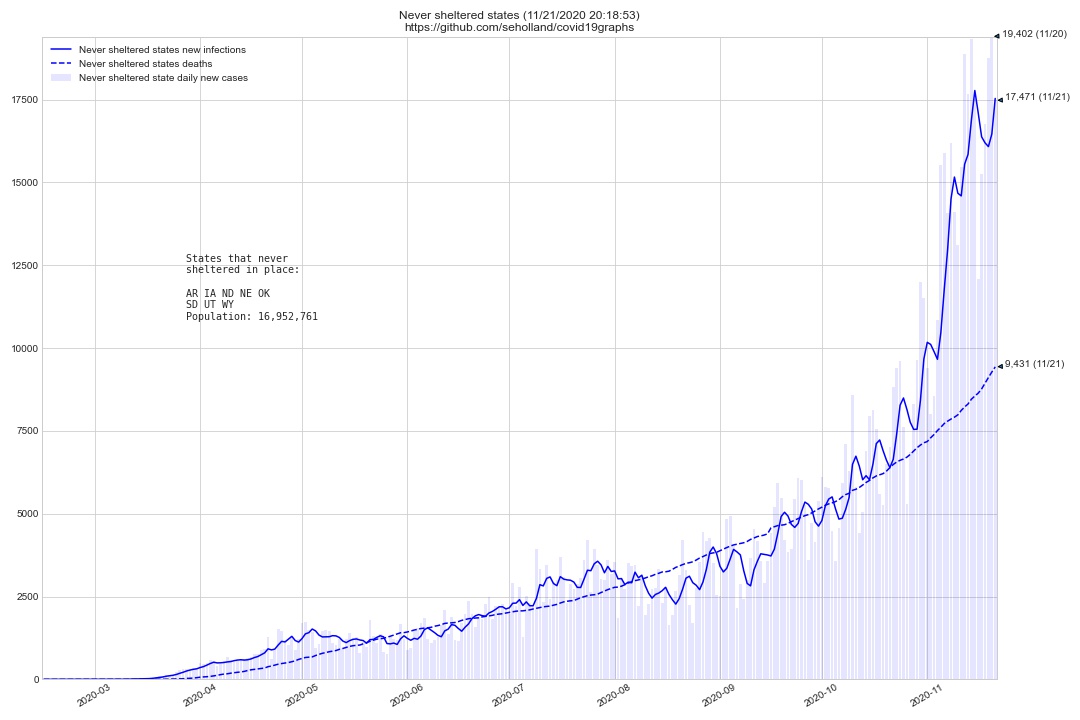 Never sheltered states (11/21/2020 20:18:53)
https://github.com/seholland/covid19graphs
19,402 (11/20)
Never sheltered states new infections
Never sheltered states deaths
Never sheltered state daily new cases
17500
17,471 (11/21)
15000
States that never
sheltered in place:
12500
AR IA ND NE OK
SD UT WY
Population: 16,952,761
10000
9,431 (11/21)
7500
5000
2500
0
2020-03
2020-04
2020-05
2020-06
2020-07
2020-08
2020-09
2020-10
2020-11